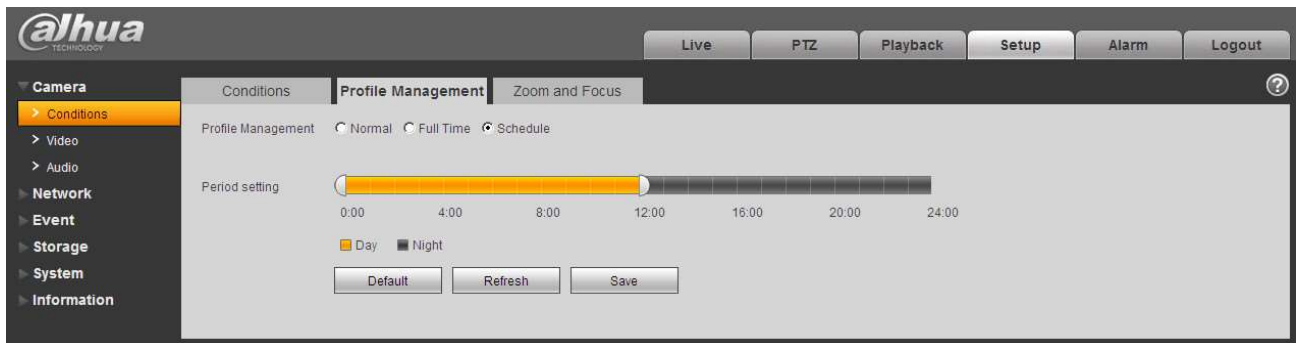 alhua
TECHNOLOGY
Live PTZ Playback Setup Alarm Logout
Camera
Conditions
Video
Audio
Network
Event
Storage
System
Information
Conditions Profile Management Zoom and Focus
?
Profile Management Normal Full Time Schedule
Period setting
0:00 4:00 8:00 12:00 16:00 20:00 24:00
Day Night
Default Refresh Save